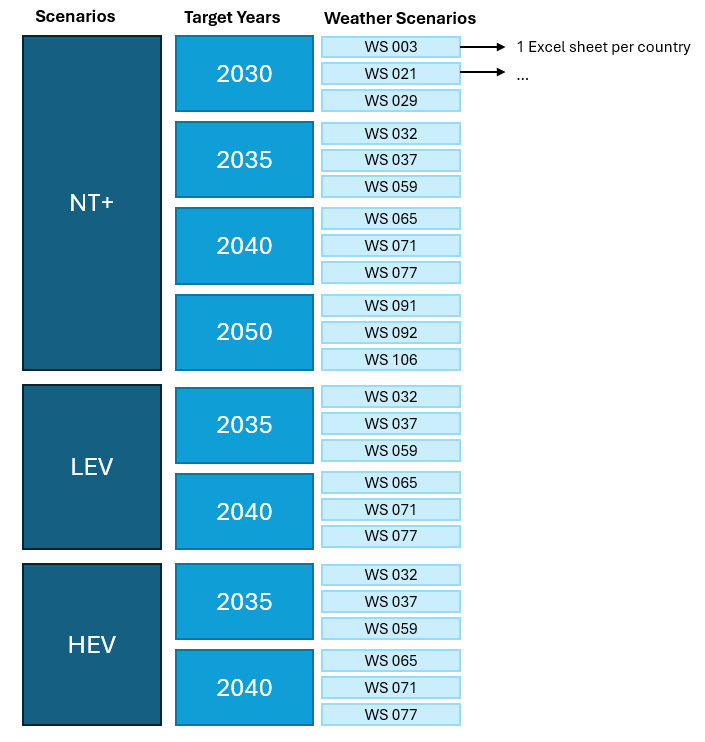 Scenarios
Target Years
Weather Scenarios
NT+
2030
WS 003
1 Excel sheet per country
WS 021
...
WS 029
2035
WS 032
WS 037
WS 059
2040
WS 065
WS 071
WS 077
2050
WS 091
WS 092
WS 106
LEV
2035
WS 032
WS 037
WS 059
2040
WS 065
WS 071
WS 077
HEV
2035
WS 032
WS 037
WS 059
2040
WS 065
WS 071
WS 077